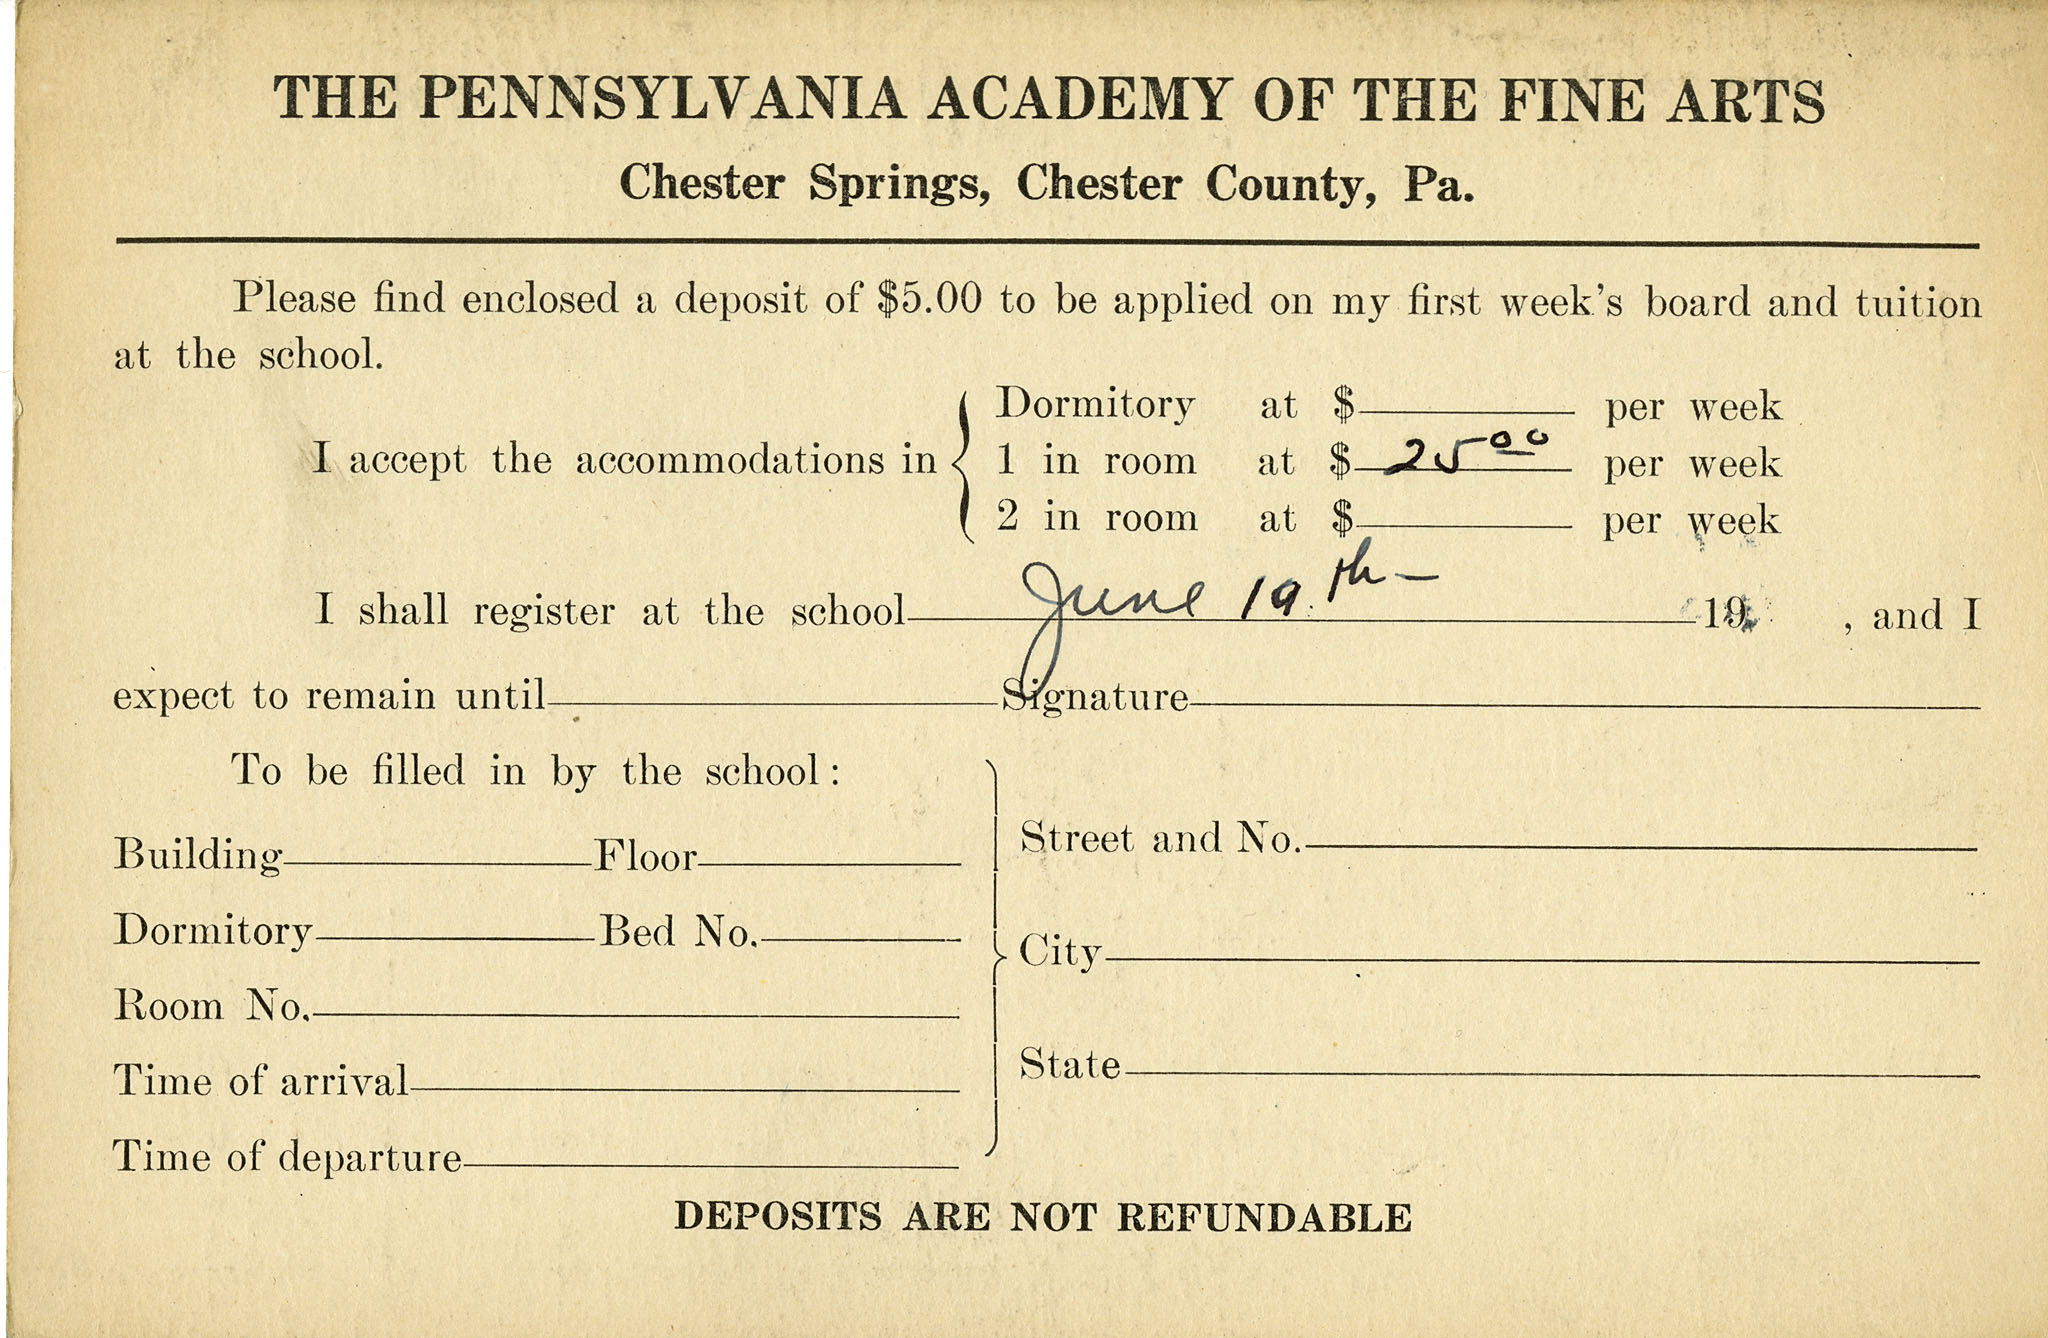 THE PENNSYLVANIA ACADEMY OF THE FINE ARTS
Chester Springs, Chester County, Pa.
Please find enclosed a deposit of $5.00 to be applied on my first week's board and tuition
at the school.
Dormitory at $ per week
I accept the accommodations in 1 in room at $ 25 00 per week
2 in room at $ per week
I shall register at the school June 19th – 19 , and I
expect to remain until Signature
To be filled in by the school:
Street and No.
Building Floor
Dormitory Bed No.
City
Room No.
State
Time of arrival
Time of departure
DEPOSITS ARE NOT REFUNDABLE